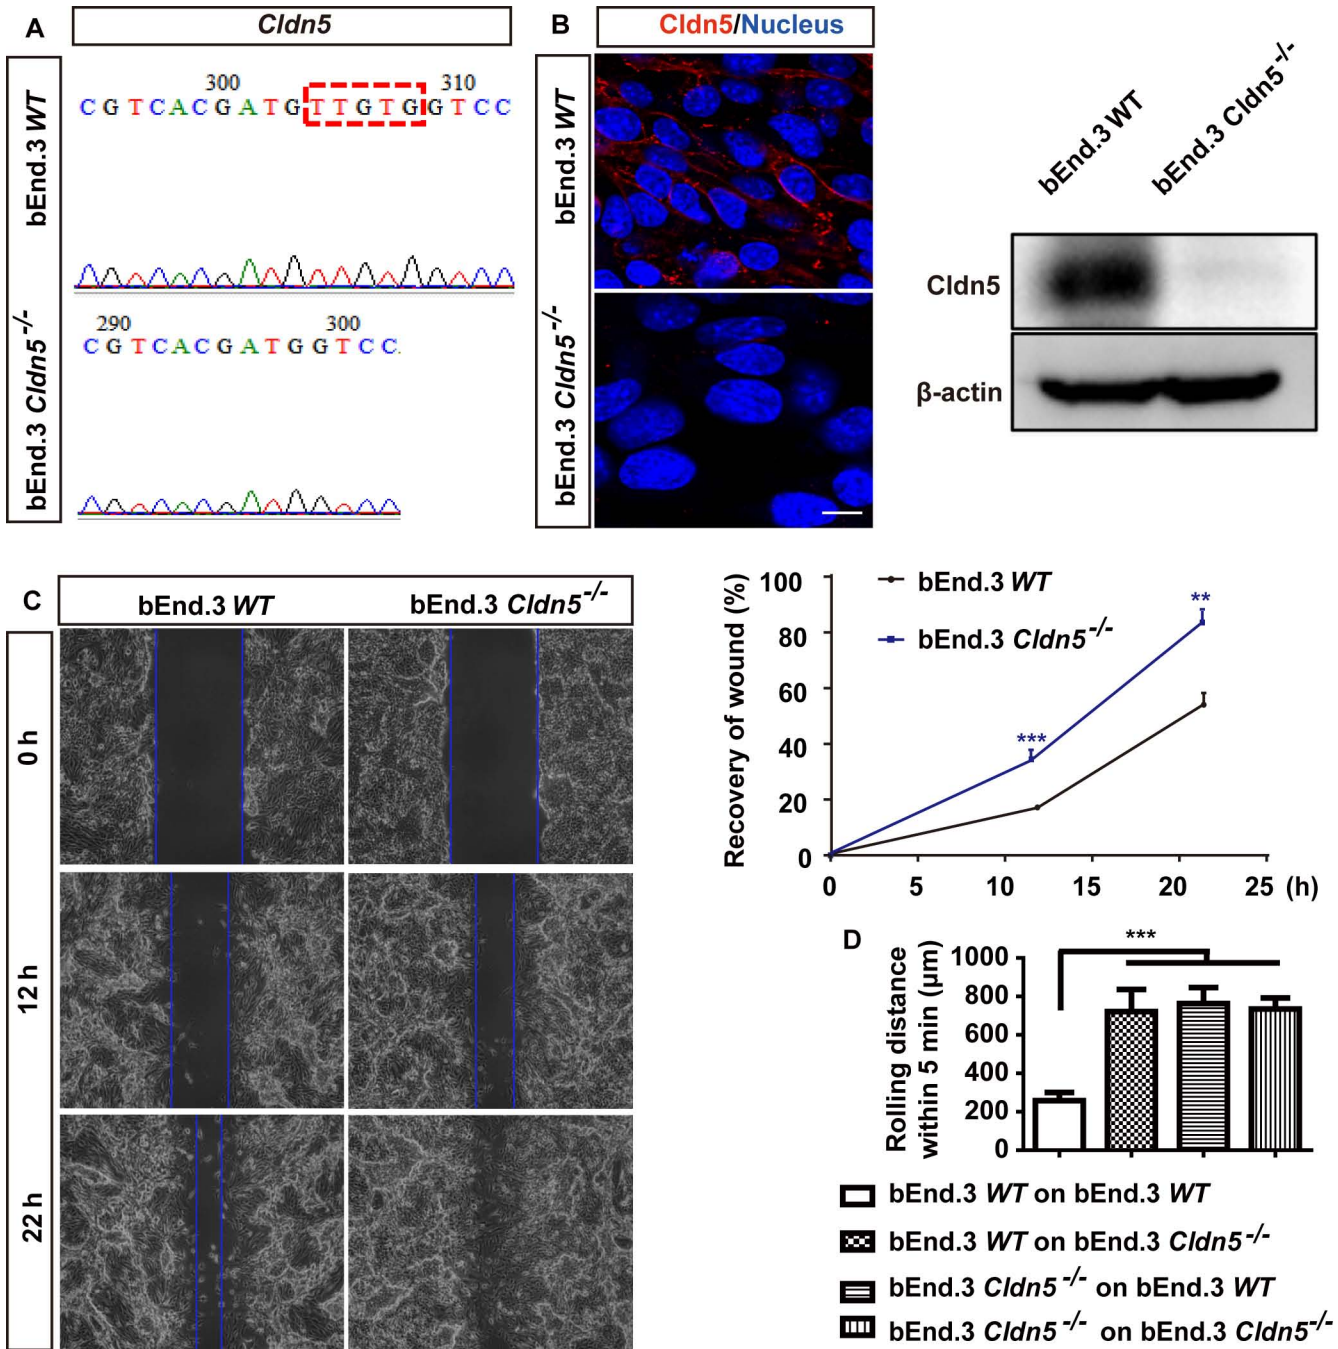 A
Cldn5
bEnd.3 WT
300 310
CGTCACGATGTTGTGGTCC
bEnd.3 Cldn5-/-
290 300
CGTCACGATGGTCC.
B
Cldn5/Nucleus
bEnd.3 WT
bEnd.3 Cldn5-/-
bEnd.3 WT
bEnd.3 Cldn5-/-
Cldn5
β-actin
C
bEnd.3 WT
bEnd.3 Cldn5-/-
0 h
12 h
22 h
Recovery of wound (%)
100
80
60
40
20
0
0 5 10 15 20 25 (h)
bEnd.3 WT
bEnd.3 Cldn5-/-
***
**
D
***
Rolling distance
within 5 min (μm)
1000
800
600
400
200
0
bEnd.3 WT on bEnd.3 WT
bEnd.3 WT on bEnd.3 Cldn5-/-
bEnd.3 Cldn5-/- on bEnd.3 WT
bEnd.3 Cldn5-/- on bEnd.3 Cldn5-/-